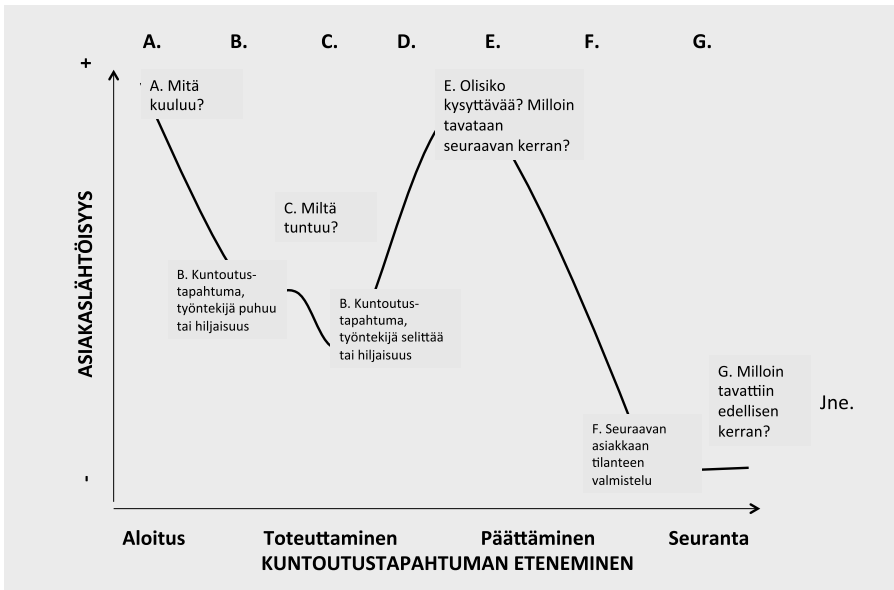 A. B. C. D. E. F. G.
+
A. Mitä
kuuluu?
E. Olisiko
kysyttävää? Milloin
tavataan
seuraavan kerran?
C. Miltä
tuntuu?
B. Kuntoutus-
tapahtuma,
työntekijä puhuu
tai hiljaisuus
B. Kuntoutus-
tapahtuma,
työntekijä selittää
tai hiljaisuus
G. Milloin
tavattiin
edellisen
kerran?
Jne.
F. Seuraavan
asiakkaan
tilanteen
valmistelu
ASIAKASLÄHTÖISYYS
-
Aloitus Toteuttaminen Päättäminen Seuranta
KUNTOUTUSTAPAHTUMAN ETENEMINEN